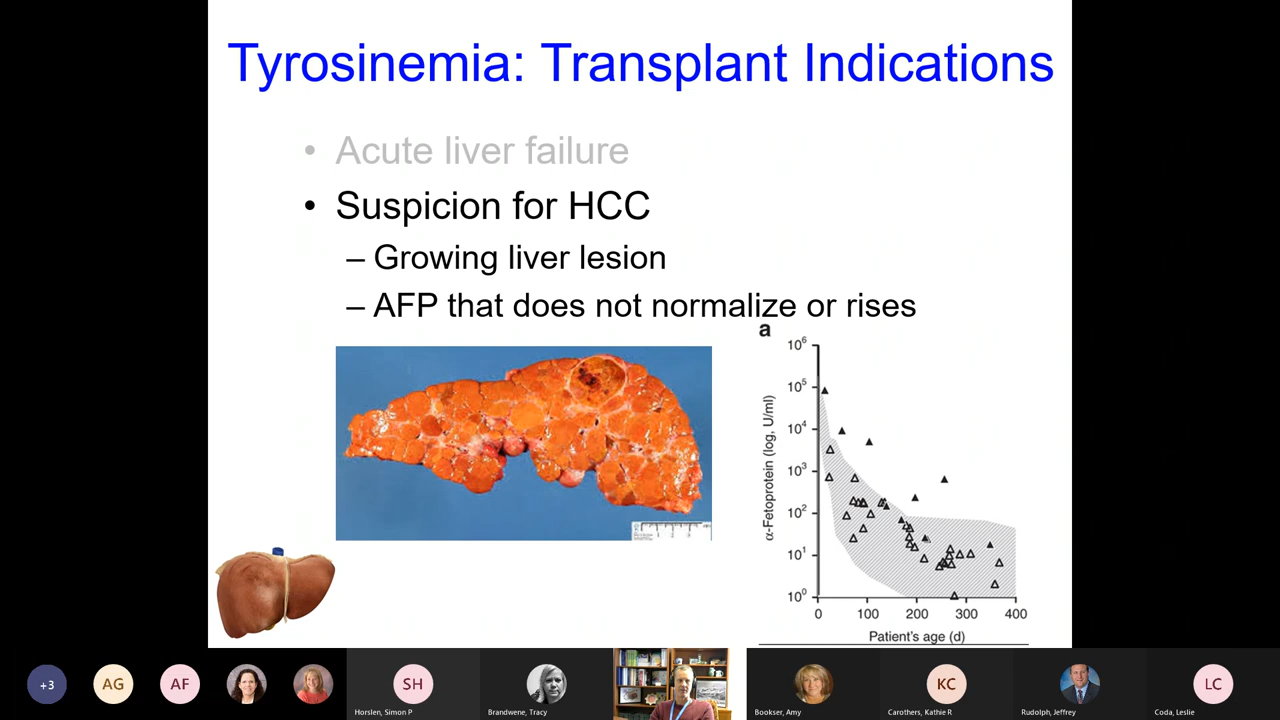 Tyrosinemia: Transplant Indications
• Acute liver failure
• Suspicion for HCC
– Growing liver lesion
– AFP that does not normalize or rises
a
α-Fetoprotein (log, U/ml)
10⁶
10⁵
10⁴
10³
10²
10¹
10⁰
0 100 200 300 400
Patient's age (d)
+3
AG
AF
SH
Horslen, Simon P
Brandwene, Tracy
Bookser, Amy
KC
Carothers, Kathie R
Rudolph, Jeffrey
LC
Coda, Leslie